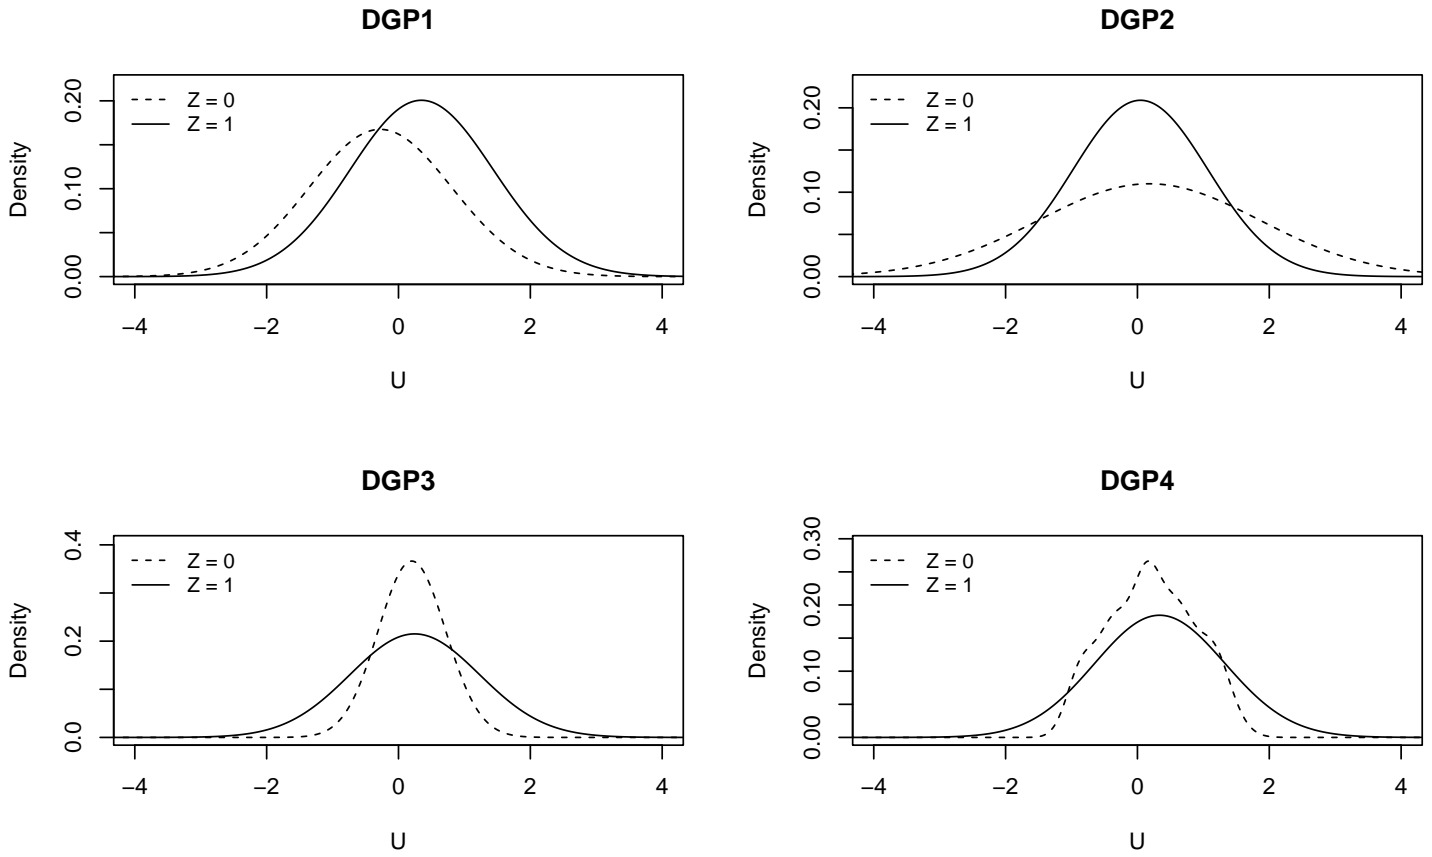 DGP1
Z = 0
Z = 1
Density
0.00 0.10 0.20
−4 −2 0 2 4
U
DGP2
Z = 0
Z = 1
Density
0.00 0.10 0.20
−4 −2 0 2 4
U
DGP3
Z = 0
Z = 1
Density
0.0 0.2 0.4
−4 −2 0 2 4
U
DGP4
Z = 0
Z = 1
Density
0.00 0.10 0.20 0.30
−4 −2 0 2 4
U